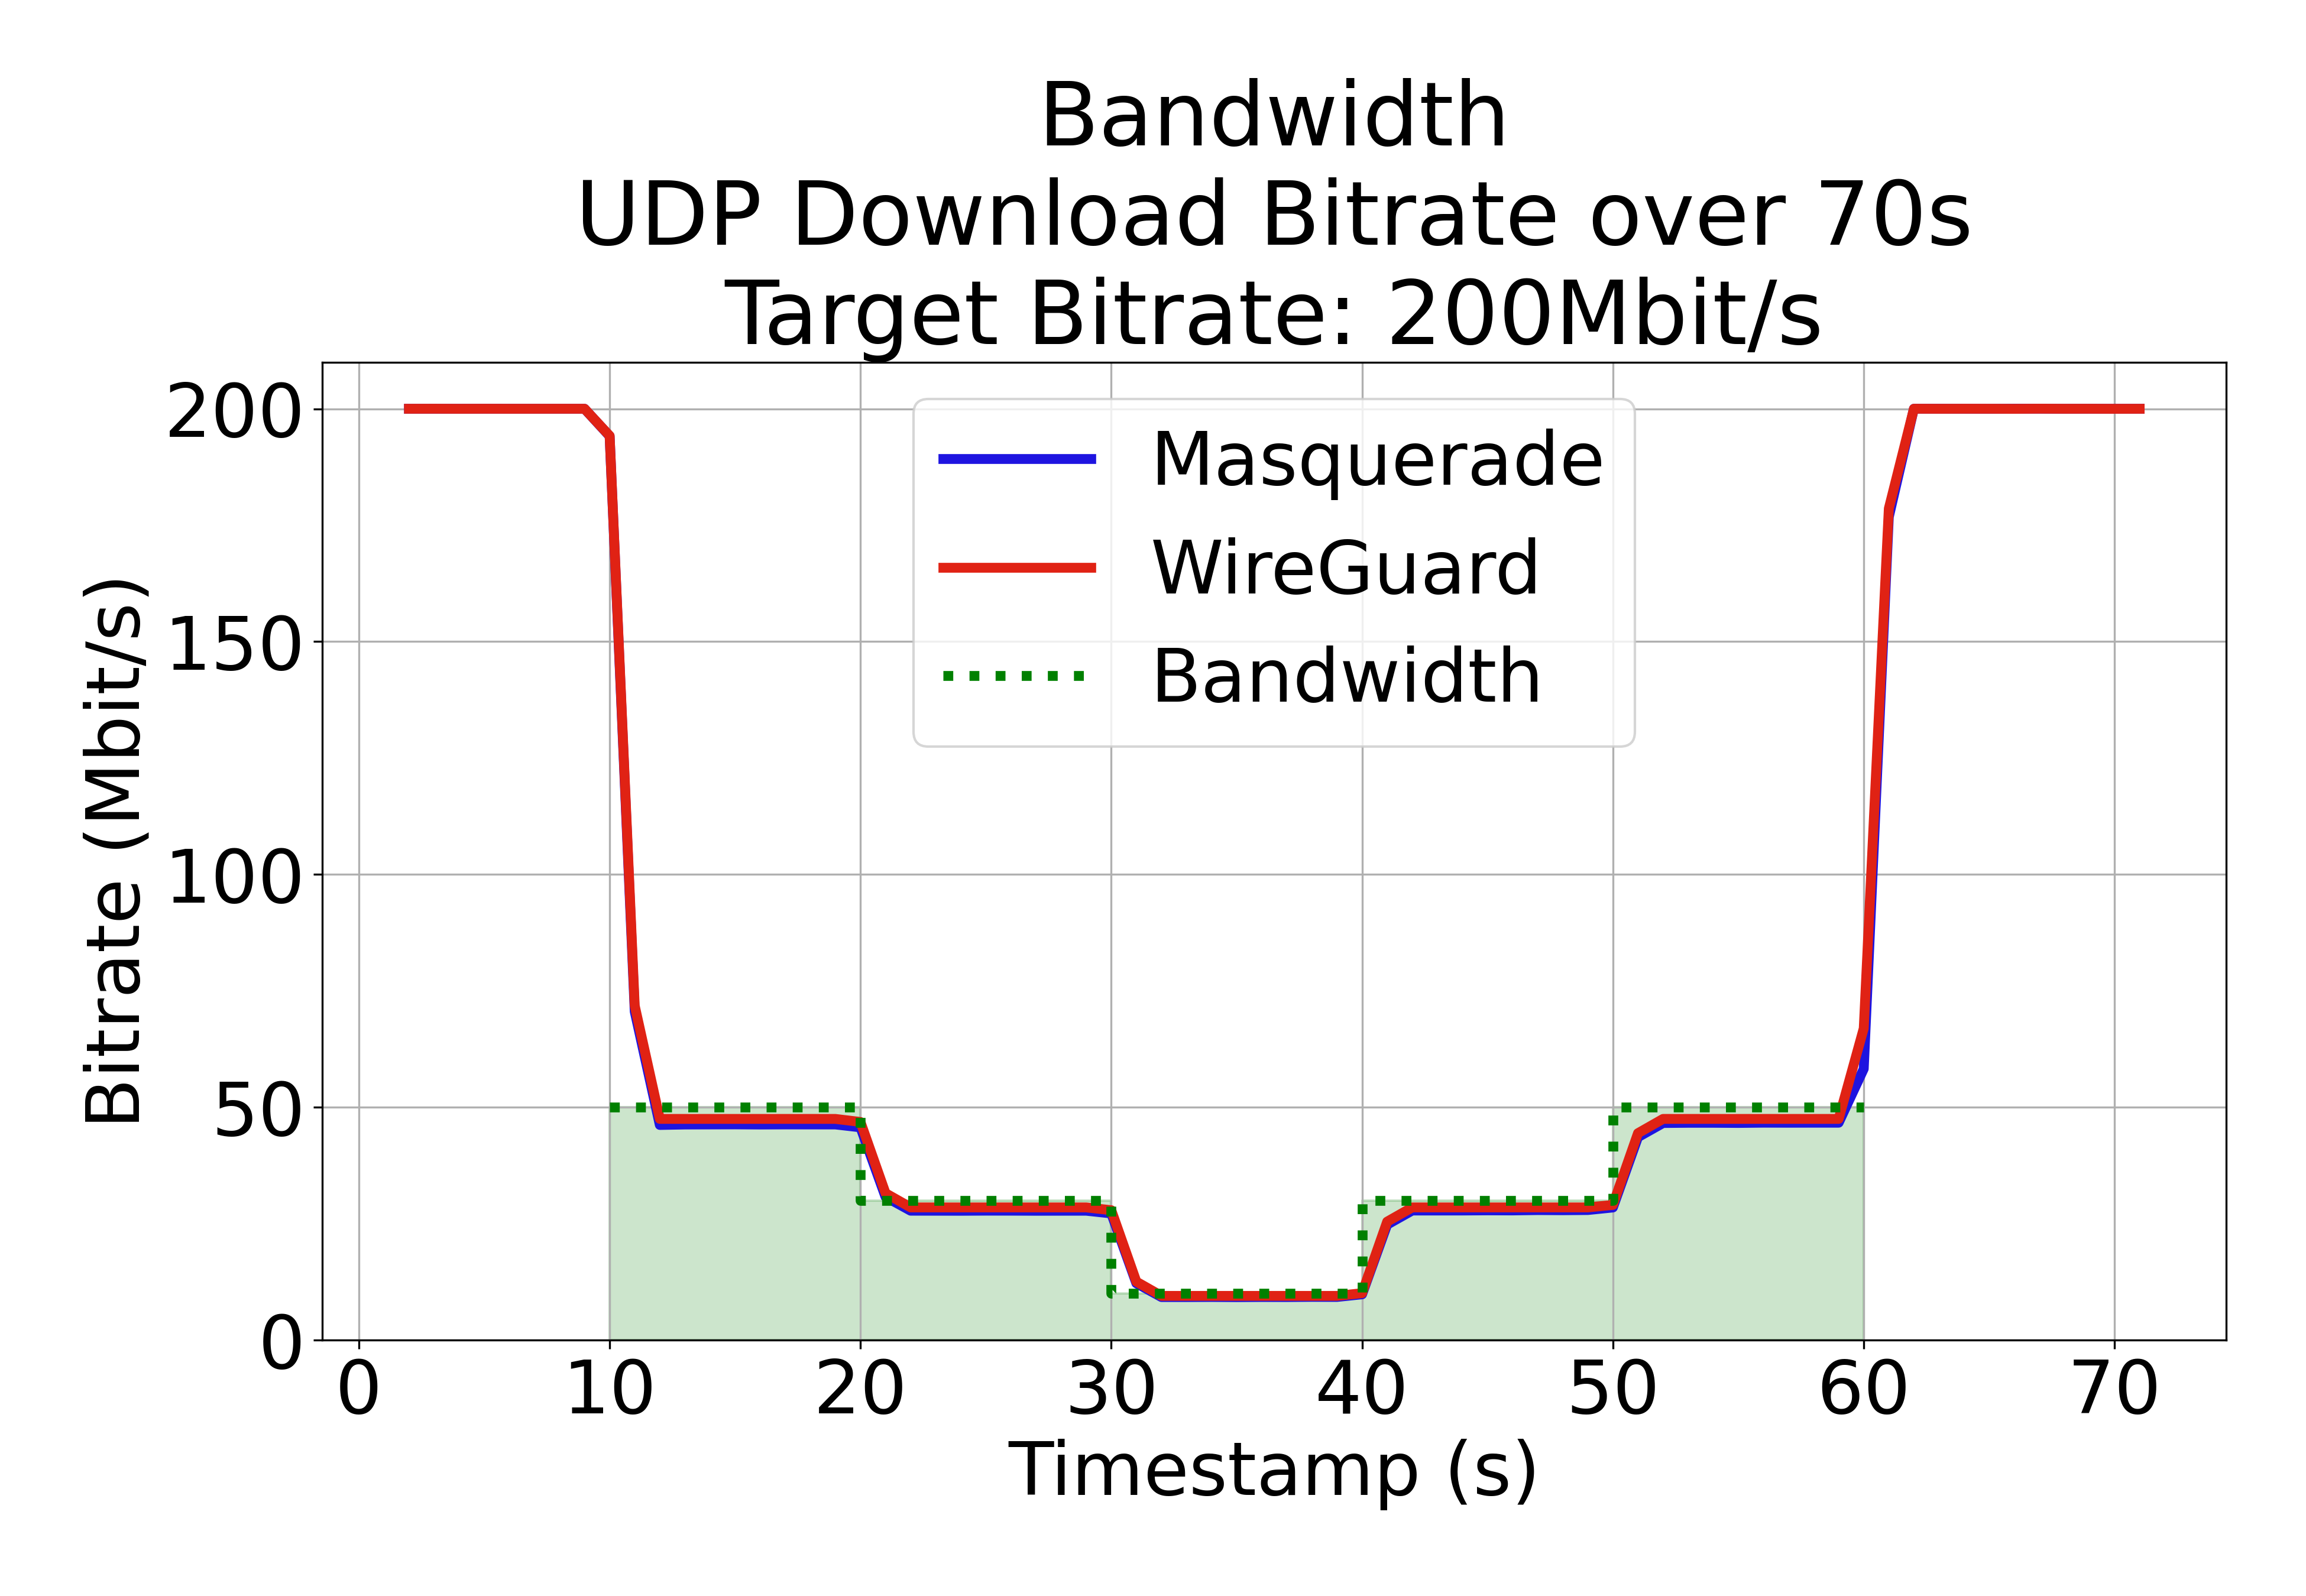 Bandwidth
UDP Download Bitrate over 70s
Target Bitrate: 200Mbit/s
Bitrate (Mbit/s)
200
150
100
50
0
Masquerade
WireGuard
Bandwidth
0 10 20 30 40 50 60 70
Timestamp (s)